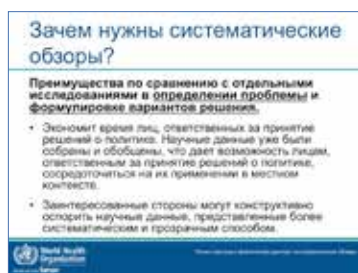 Зачем нужны систематические
обзоры?
Преимущества по сравнению с отдельными
исследованиями в определении проблемы и
формулировке вариантов решения.
• Экономит время лиц, ответственных за принятие
решений о политике. Научные данные уже были
собраны и обобщены, что дает возможность лицам,
ответственным за принятие решений о политике,
сосредоточиться на их применении в местном
контексте.
• Заинтересованные стороны могут конструктивно
оспорить научные данные, представленные более
систематическим и прозрачным способом.
World Health
Organization